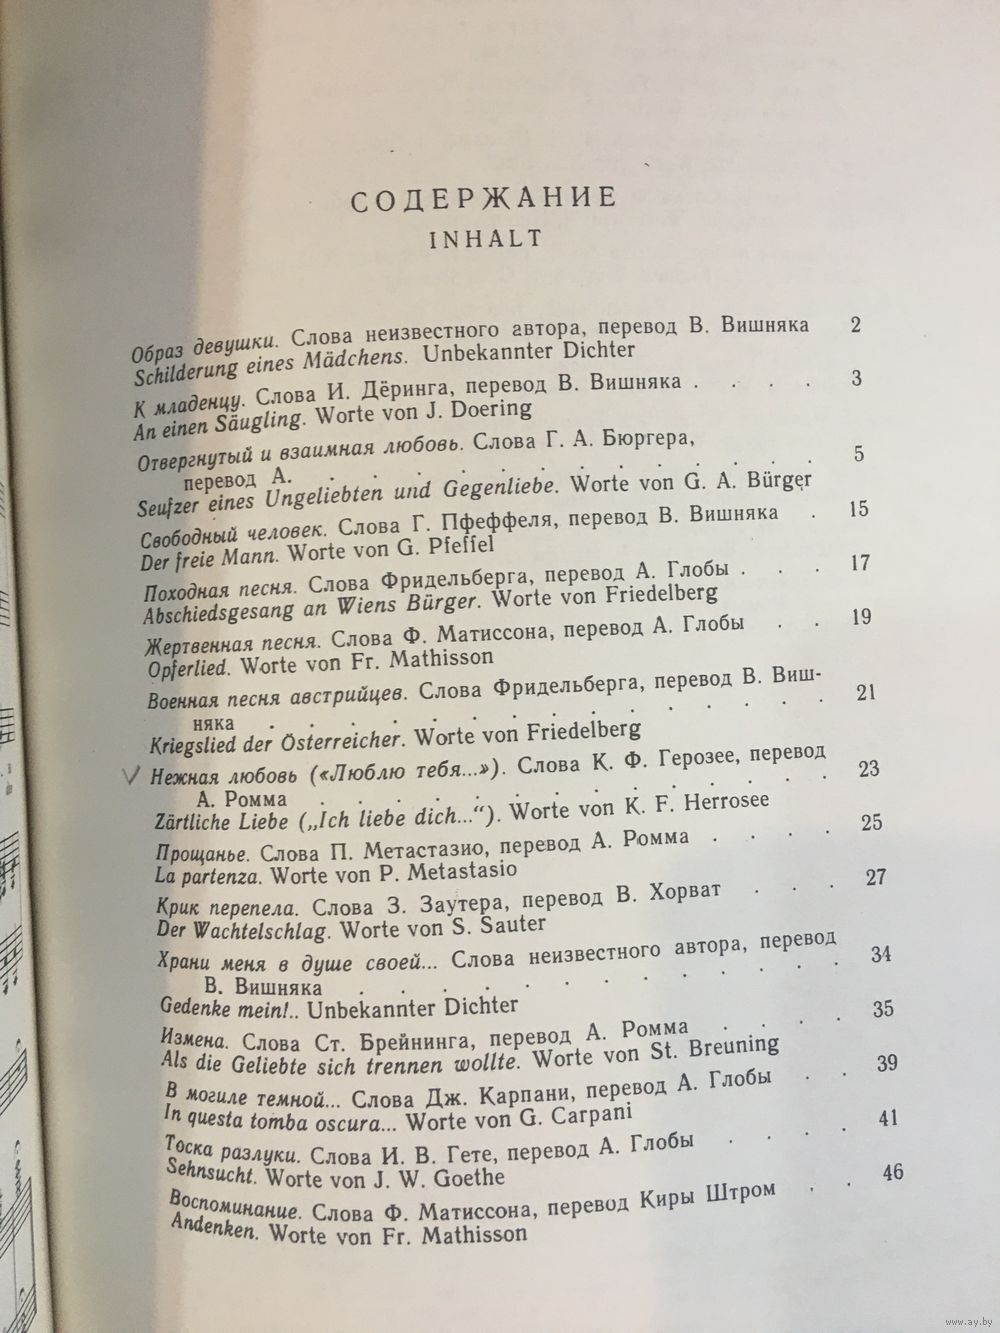 СОДЕРЖАНИЕ
INHALT
Образ девушки. Слова неизвестного автора, перевод В. Вишняка 2
Schilderung eines Mädchens. Unbekannter Dichter
К младенцу. Слова И. Дёринга, перевод В. Вишняка . . . . 3
An einen Säugling. Worte von J. Doering
Отвергнутый и взаимная любовь. Слова Г. А. Бюргера,
перевод А. . . . . . . . . . . . 5
Seufzer eines Ungeliebten und Gegenliebe. Worte von G. A. Bürger
Свободный человек. Слова Г. Пфеффеля, перевод В. Вишняка . 15
Der freie Mann. Worte von G. Pfeffel
Походная песня. Слова Фридельберга, перевод А. Глобы . . . 17
Abschiedsgesang an Wiens Bürger. Worte von Friedelberg
Жертвенная песня. Слова Ф. Матиссона, перевод А. Глобы . . 19
Opferlied. Worte von Fr. Mathisson
Военная песня австрийцев. Слова Фридельберга, перевод В. Виш-
няка . . . . . . . . . . . . . . 21
Kriegslied der Österreicher. Worte von Friedelberg
Нежная любовь («Люблю тебя...»). Слова К. Ф. Герозее, перевод
А. Ромма . . . . . . . . . . . . . 23
Zärtliche Liebe („Ich liebe dich...“). Worte von K. F. Herrosee
Прощанье. Слова П. Метастазио, перевод А. Ромма . . . . 25
La partenza. Worte von P. Metastasio
Крик перепела. Слова З. Заутера, перевод В. Хорват . . . 27
Der Wachtelschlag. Worte von S. Sauter
Храни меня в душе своей... Слова неизвестного автора, перевод
В. Вишняка . . . . . . . . . . . . 34
Gedenke mein!.. Unbekannter Dichter
Измена. Слова Ст. Брейнинга, перевод А. Ромма . . . . 35
Als die Geliebte sich trennen wollte. Worte von St. Breuning
В могиле темной... Слова Дж. Карпани, перевод А. Глобы . . 39
In questa tomba oscura... Worte von G. Carpani
Тоска разлуки. Слова И. В. Гете, перевод А. Глобы . . . . 41
Sehnsucht. Worte von J. W. Goethe
Воспоминание. Слова Ф. Матиссона, перевод Киры Штром . . 46
Andenken. Worte von Fr. Mathisson
www.ay.by